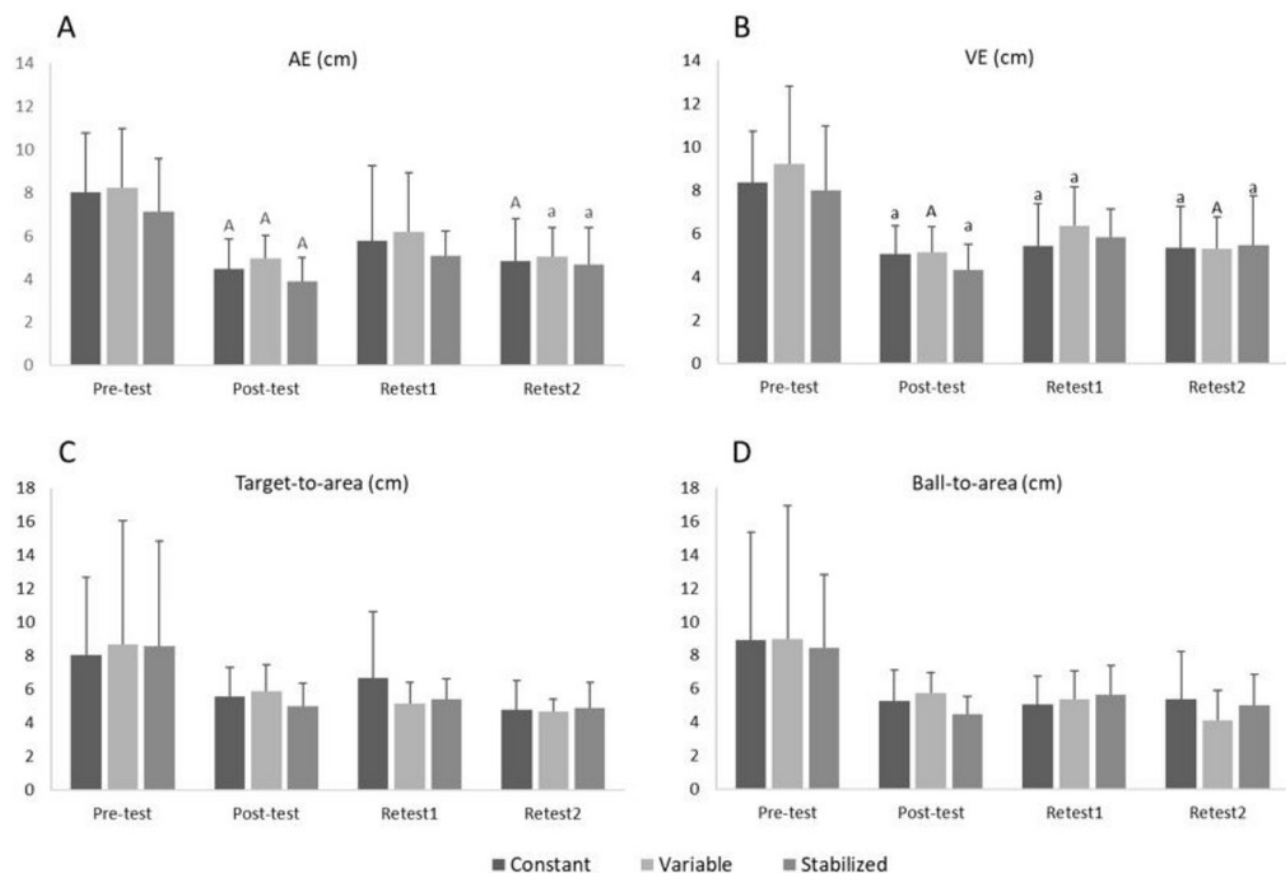 A
AE (cm)
14
12
10
8
6
4
2
0
A A A
A a a
Pre-test Post-test Retest1 Retest2
B
VE (cm)
14
12
10
8
6
4
2
0
a A a
a a
a A a
Pre-test Post-test Retest1 Retest2
C
Target-to-area (cm)
18
16
14
12
10
8
6
4
2
0
Pre-test Post-test Retest1 Retest2
D
Ball-to-area (cm)
18
16
14
12
10
8
6
4
2
0
Pre-test Post-test Retest1 Retest2
Constant Variable Stabilized